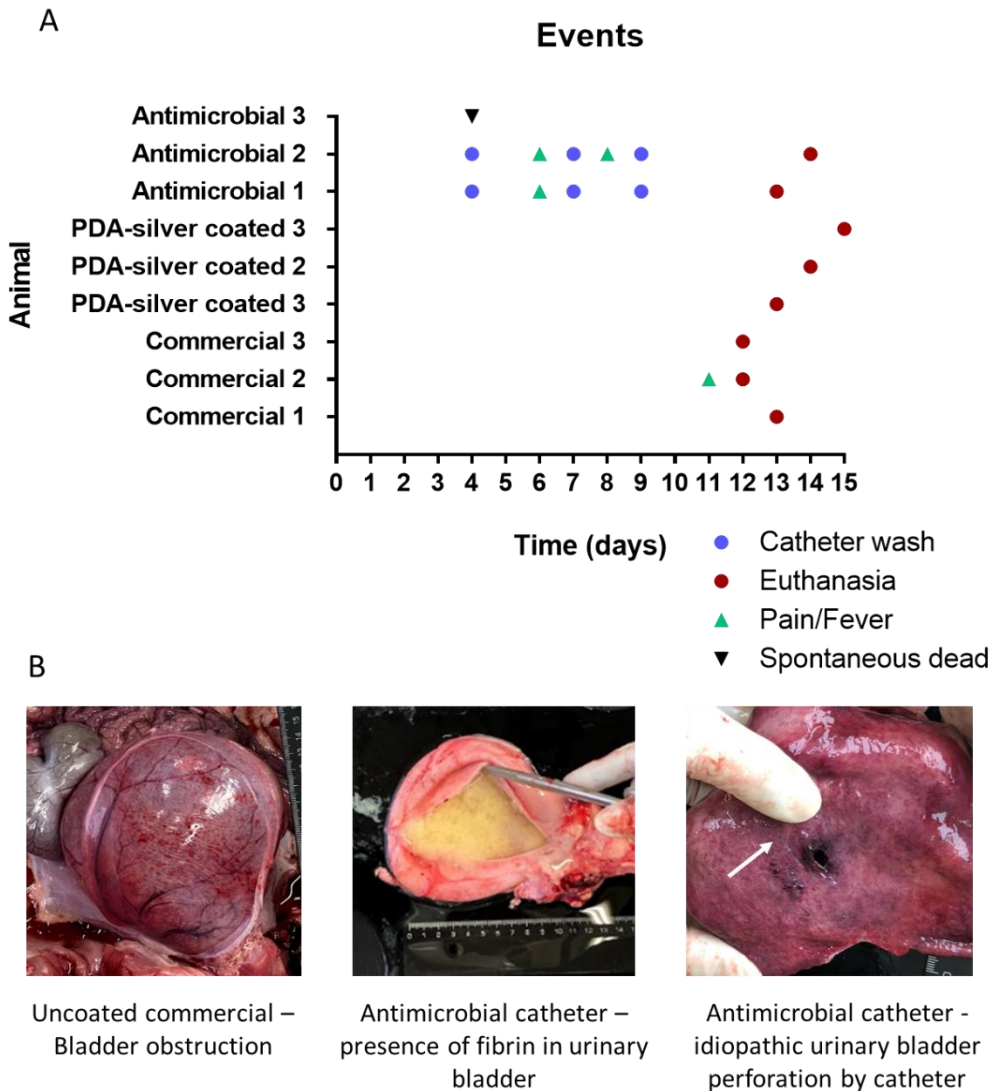 A
Events
Animal
Antimicrobial 3
Antimicrobial 2
Antimicrobial 1
PDA-silver coated 3
PDA-silver coated 2
PDA-silver coated 3
Commercial 3
Commercial 2
Commercial 1
0 1 2 3 4 5 6 7 8 9 10 11 12 13 14 15
Time (days)
Catheter wash
Euthanasia
Pain/Fever
Spontaneous dead
B
Uncoated commercial –
Bladder obstruction
Antimicrobial catheter –
presence of fibrin in urinary
bladder
Antimicrobial catheter -
idiopathic urinary bladder
perforation by catheter